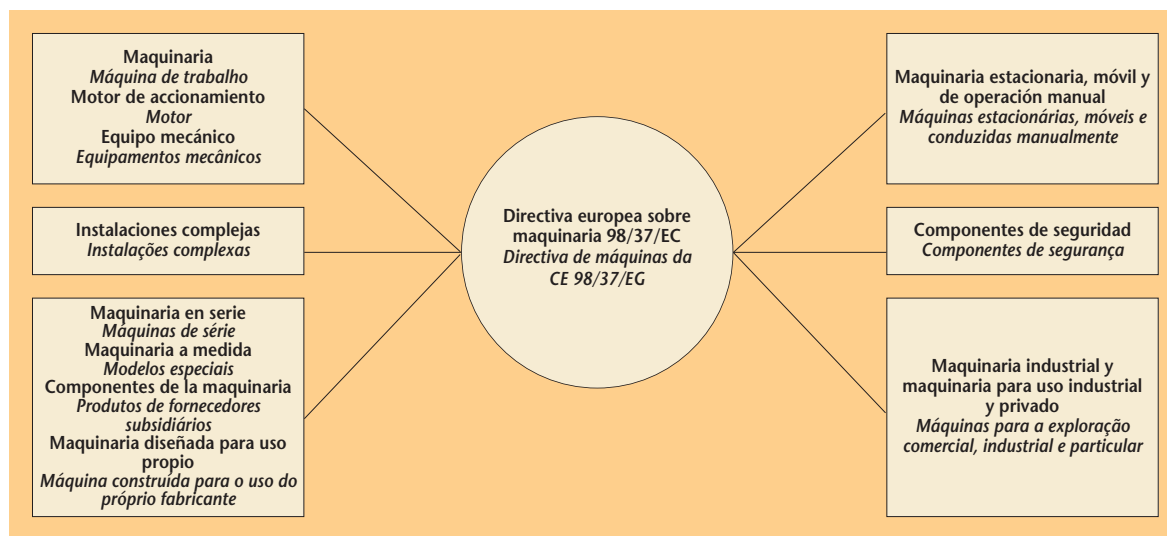 Maquinaria
Máquina de trabalho
Motor de accionamiento
Motor
Equipo mecánico
Equipamentos mecânicos
Instalaciones complejas
Instalações complexas
Maquinaria en serie
Máquinas de série
Maquinaria a medida
Modelos especiais
Componentes de la maquinaria
Produtos de fornecedores
subsidiários
Maquinaria diseñada para uso
propio
Máquina construída para o uso do
próprio fabricante
Directiva europea sobre
maquinaria 98/37/EC
Directiva de máquinas da
CE 98/37/EG
Maquinaria estacionaria, móvil y
de operación manual
Máquinas estacionárias, móveis e
conduzidas manualmente
Componentes de seguridad
Componentes de segurança
Maquinaria industrial y
maquinaria para uso industrial
y privado
Máquinas para a exploração
comercial, industrial e particular